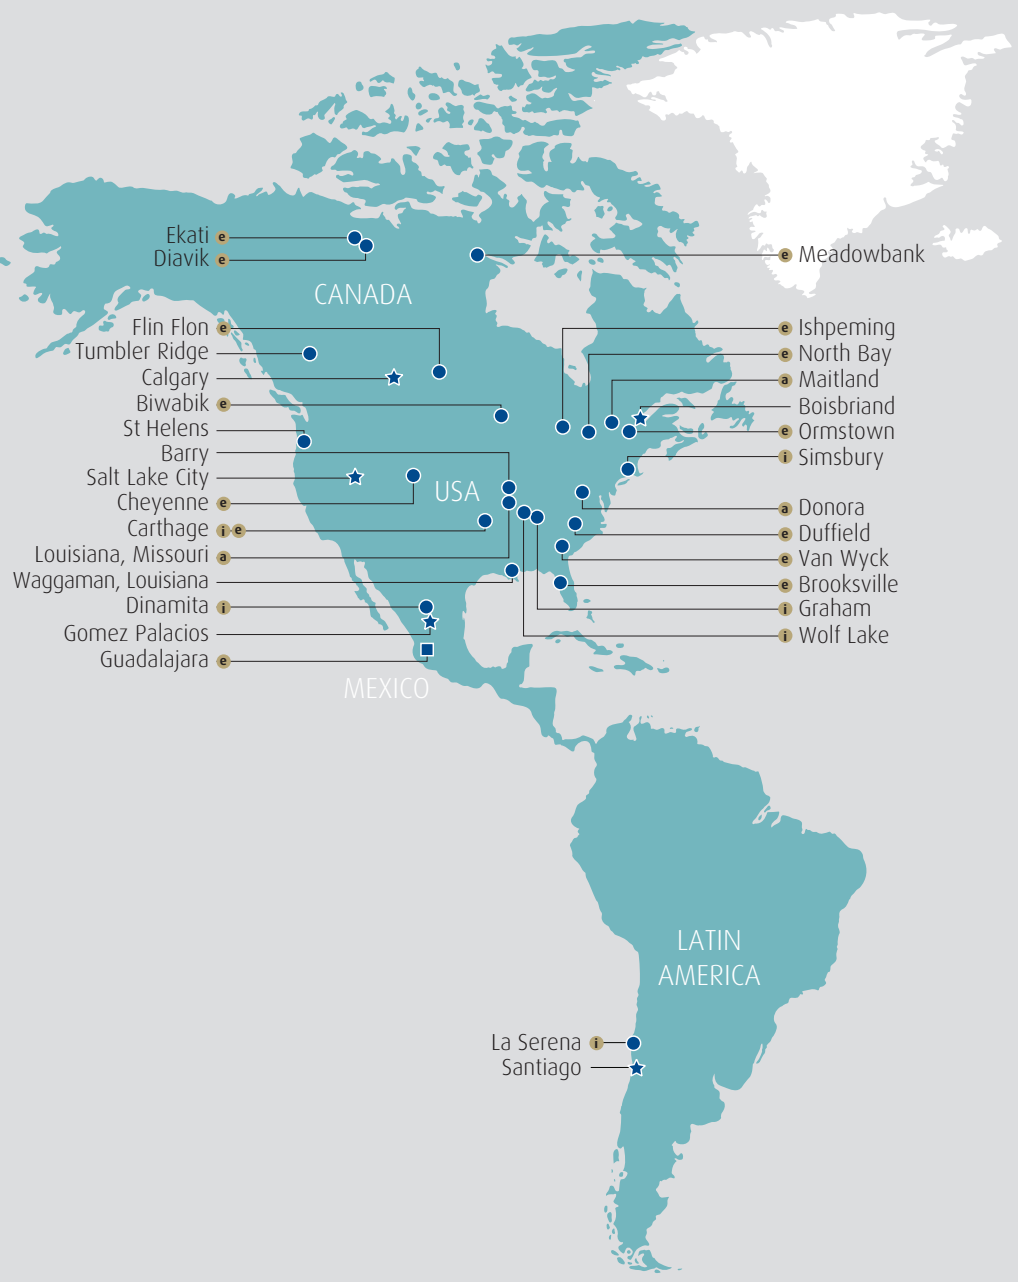 Ekati e
Diavik e
e Meadowbank
CANADA
Flin Flon e
Tumbler Ridge
Calgary
Biwabik e
St Helens
Barry
Salt Lake City
Cheyenne e
Carthage i e
Louisiana, Missouri a
Waggaman, Louisiana
Dinamita i
Gomez Palacios
Guadalajara e
e Ishpeming
e North Bay
a Maitland
Boisbriand
e Ormstown
i Simsbury
USA
a Donora
e Duffield
e Van Wyck
e Brooksville
i Graham
i Wolf Lake
MEXICO
LATIN
AMERICA
La Serena i
Santiago